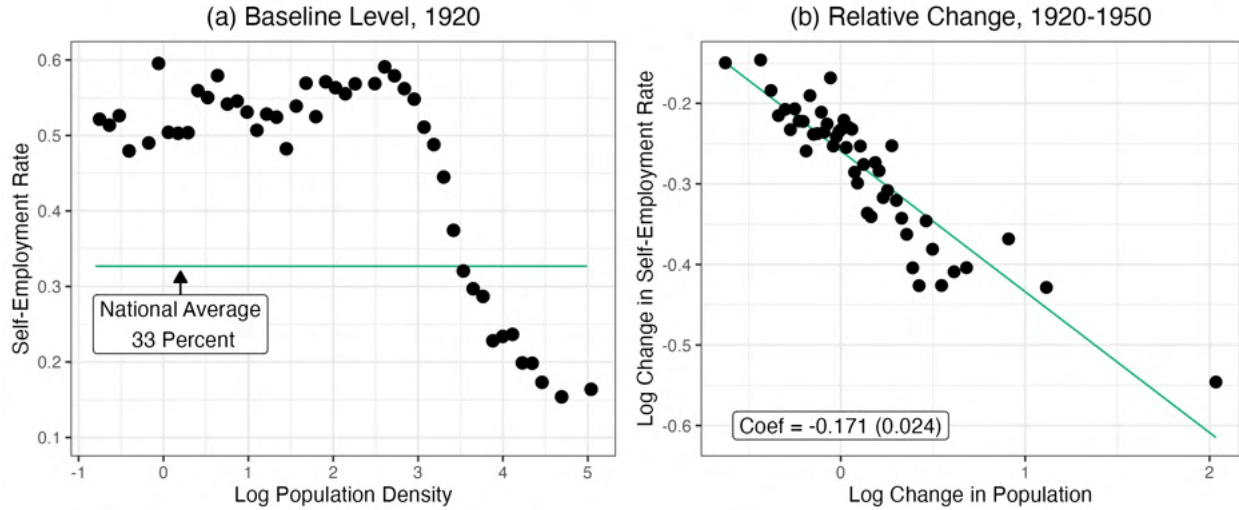 (a) Baseline Level, 1920
Self-Employment Rate
0.6
0.5
0.4
0.3
0.2
0.1
National Average
33 Percent
-1
0
1
2
3
4
5
Log Population Density
(b) Relative Change, 1920-1950
Log Change in Self-Employment Rate
-0.2
-0.3
-0.4
-0.5
-0.6
Coef = -0.171 (0.024)
0
1
2
Log Change in Population